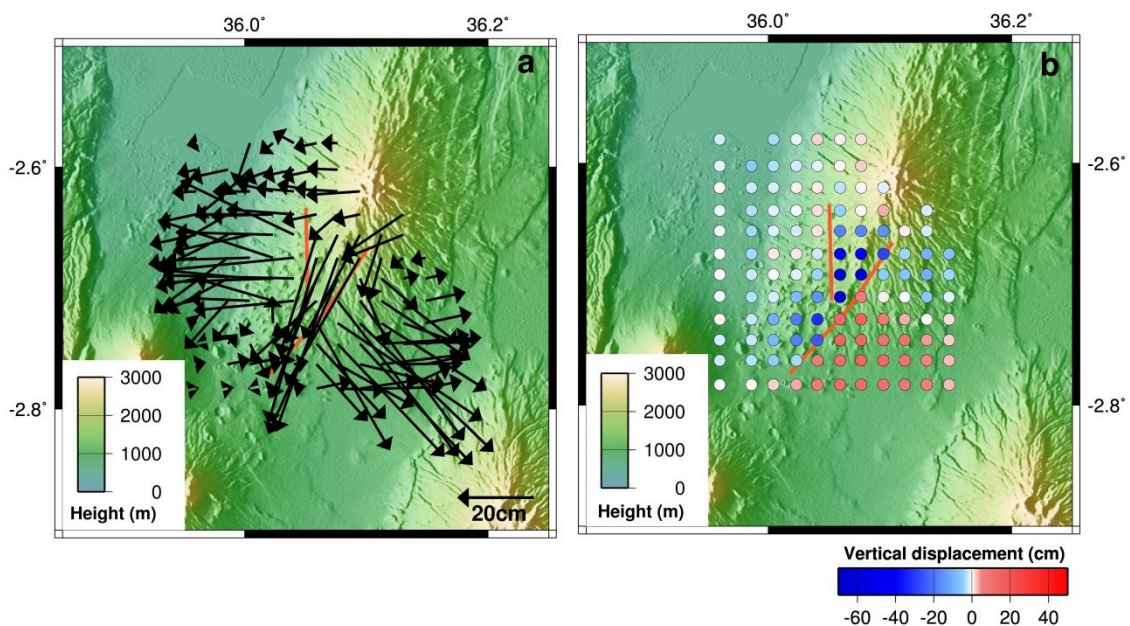 36.0° 36.2° 36.0° 36.2°
a b
-2.6° -2.6°
3000 3000
2000 2000
-2.8° -2.8°
1000 1000
0 0
Height (m) 20cm Height (m)
Vertical displacement (cm)
-60 -40 -20 0 20 40